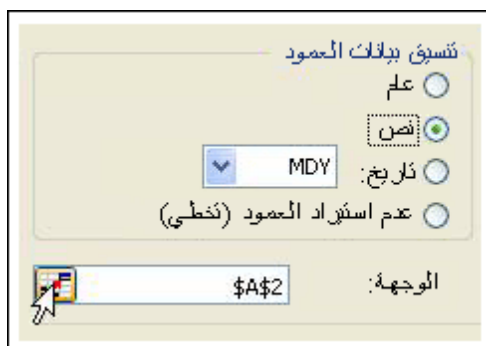 تنسيق بيانات العمود
عام
نص
تاريخ: MDY
عدم استيراد العمود (تخطي)
الوجهة: $A$2